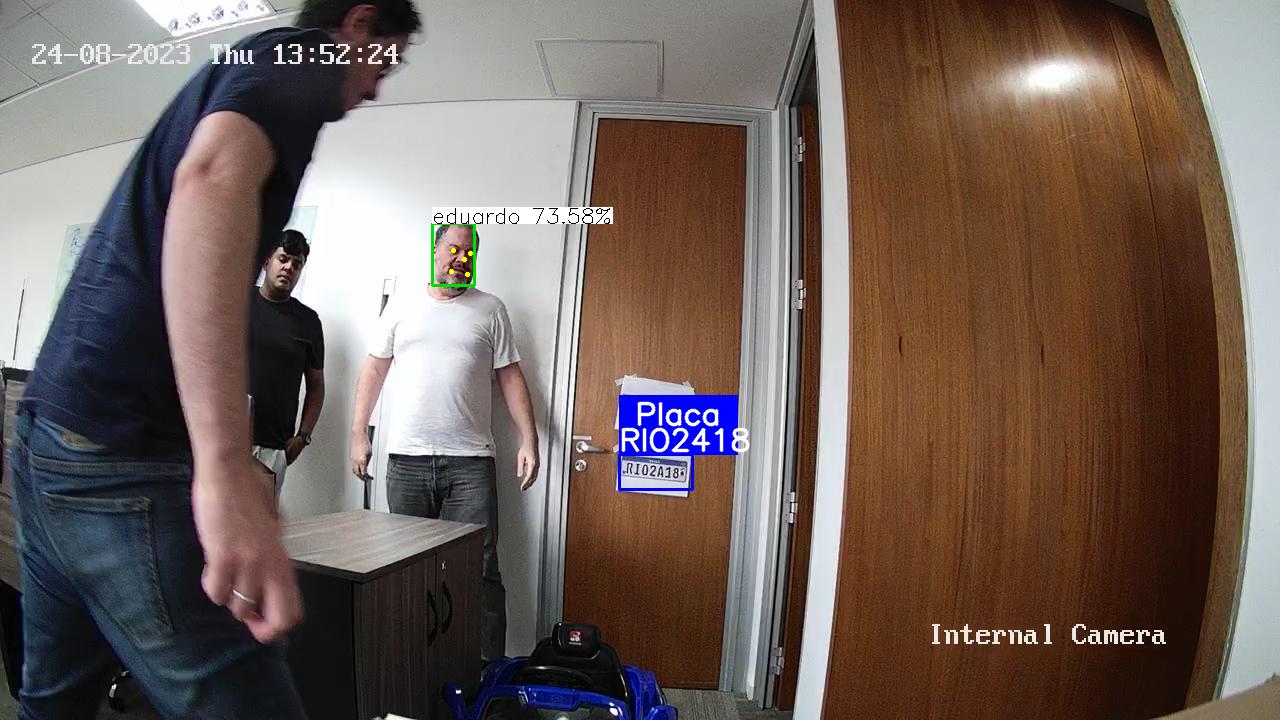 24-08-2023 Thu 13:52:24
eduardo 73.58%
Placa
RIO2418
RIO2A18
Internal Camera